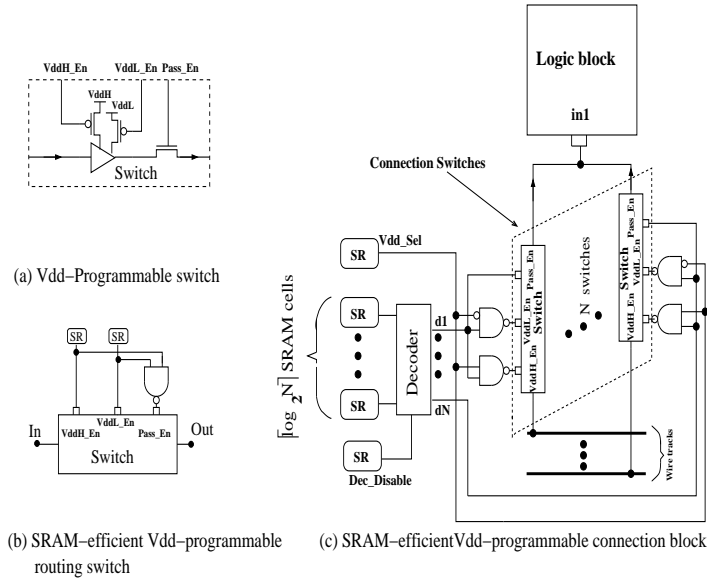 VddH_En
VddL_En Pass_En
VddH
VddL
Switch
(a) Vdd−Programmable switch
SR
SR
In
Out
VddH_En
VddL_En
Pass_En
Switch
(b) SRAM−efficient Vdd−programmable
routing switch
Logic block
in1
Connection Switches
SR
Vdd_Sel
SR
SR
⌈log 2 N⌉ SRAM cells
Decoder
d1
dN
SR
Dec_Disable
Pass_En
VddL_En
Switch
VddH_En
N switches
Pass_En
VddL_En
Switch
VddH_En
Wire tracks
(c) SRAM−efficientVdd−programmable connection block